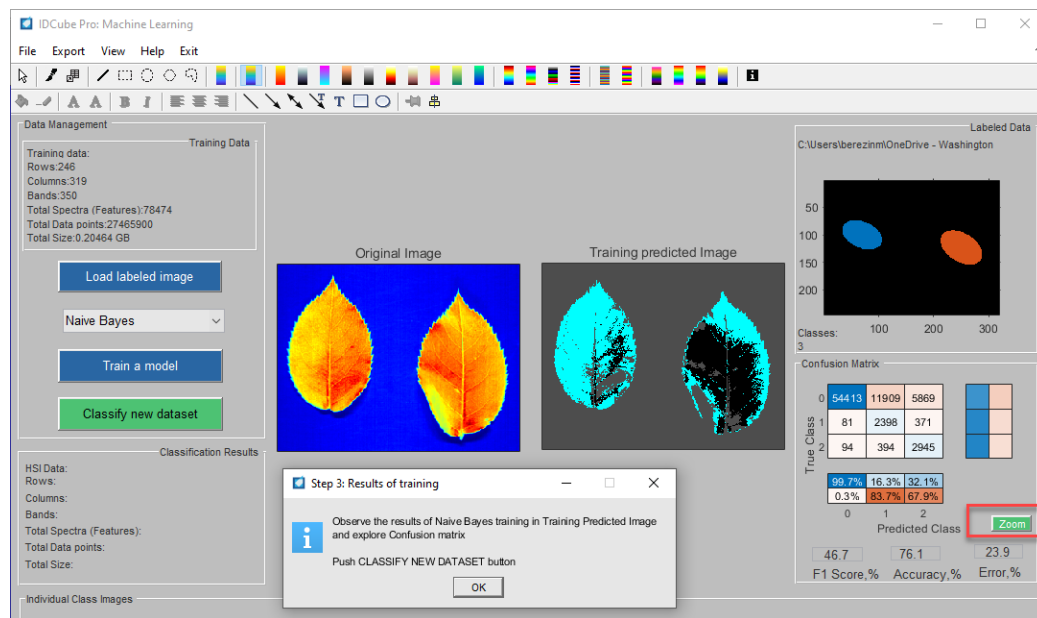 IDCube Pro: Machine Learning
File Export View Help Exit
A A B I T T
Data Management
Training Data
Training data:
Rows:246
Columns:319
Bands:350
Total Spectra (Features):78474
Total Data points:27465900
Total Size:0.20464 GB
Load labeled image
Naive Bayes
Train a model
Classify new dataset
Classification Results
HSI Data:
Rows:
Columns:
Bands:
Total Spectra (Features):
Total Data points:
Total Size:
Individual Class Images
Original Image
Training predicted Image
Step 3: Results of training
Observe the results of Naive Bayes training in Training Predicted Image
and explore Confusion matrix
Push CLASSIFY NEW DATASET button
OK
Labeled Data
C:\Users\berezinm\OneDrive - Washington
50
100
150
200
100 200 300
Classes:
3
Confusion Matrix
True Class
0 54413 11909 5869
1 81 2398 371
2 94 394 2945
99.7% 16.3% 32.1%
0.3% 83.7% 67.9%
0 1 2
Predicted Class
Zoom
46.7 76.1 23.9
F1 Score,% Accuracy,% Error,%